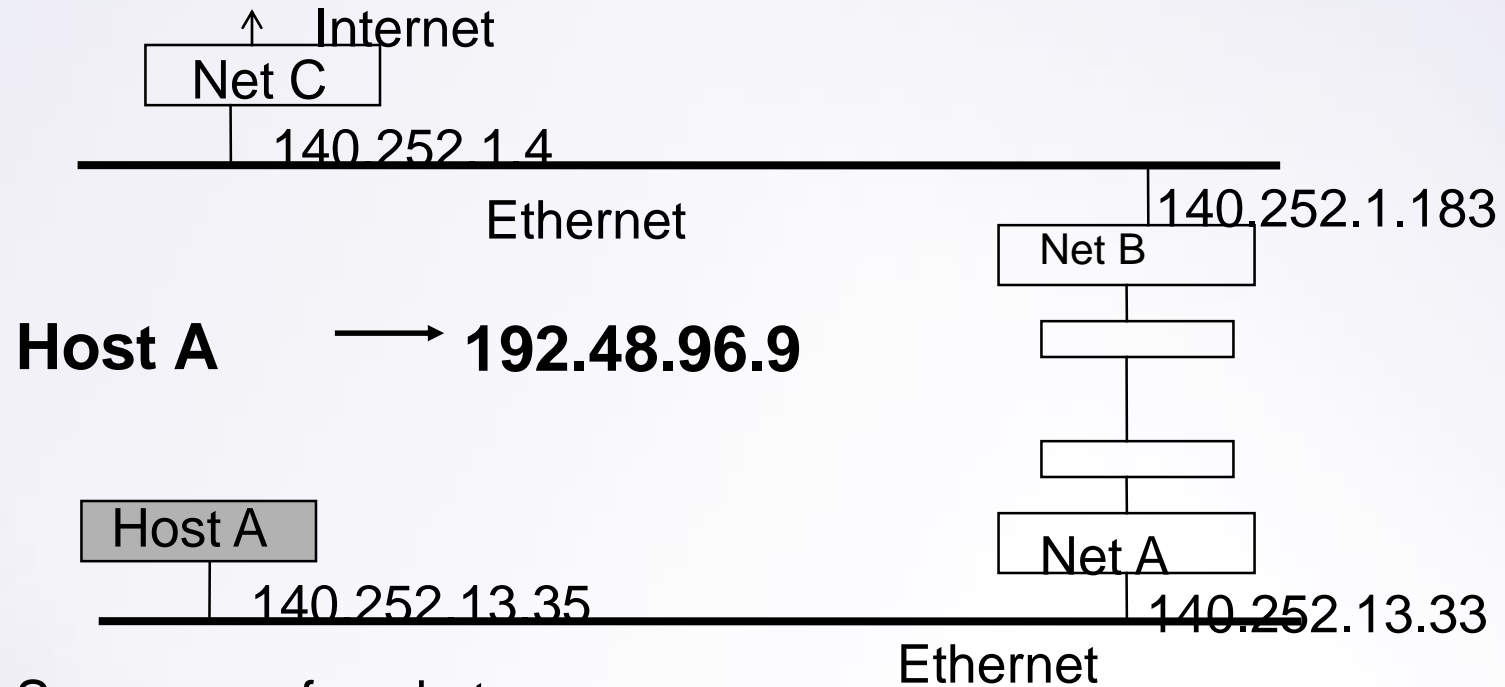 Internet
Net C
140.252.1.4
Ethernet
140.252.1.183
Net B
Host A → 192.48.96.9
Host A
Net A
140.252.13.35
140.252.13.33
Ethernet